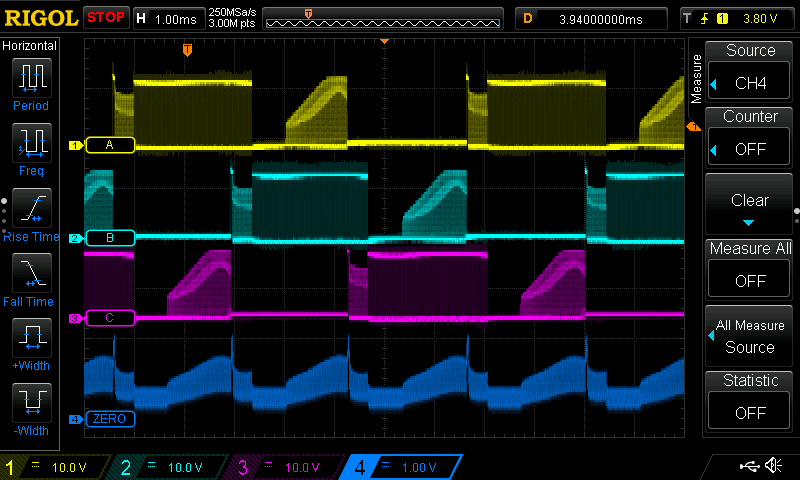 RIGOL STOP H 1.00ms 250MSa/s 3.00M pts T D 3.94000000ms T 1 3.80 V
Horizontal
Period
Freq
Rise Time
Fall Time
+Width
-Width
T
1 A
2 B
3 C
4 ZERO
1
Measure
Source
CH4
Counter
OFF
Clear
Measure All
OFF
All Measure
Source
Statistic
OFF
1 10.0 V 2 10.0 V 3 10.0 V 4 1.00 V